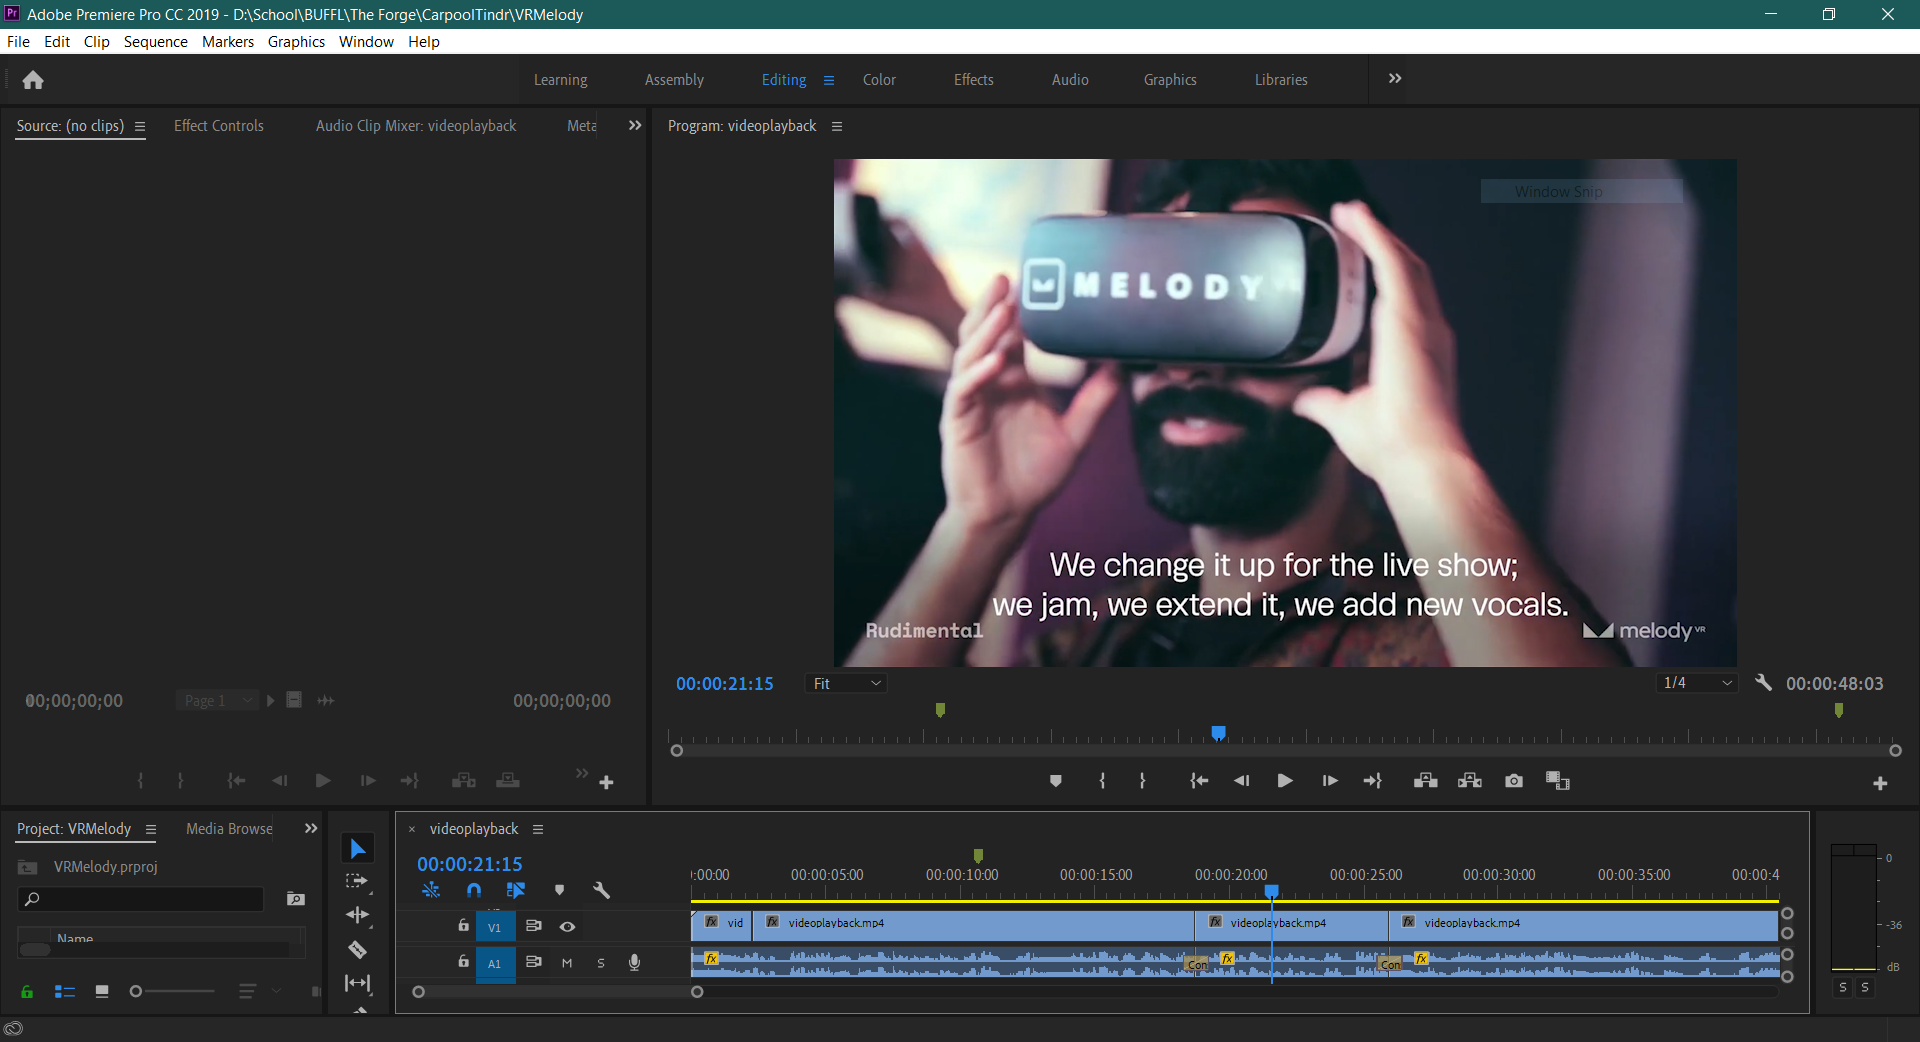 Adobe Premiere Pro CC 2019 - D:\School\BUFFL\The Forge\CarpoolTindr\VRMelody
File Edit Clip Sequence Markers Graphics Window Help
Learning Assembly Editing Color Effects Audio Graphics Libraries
Source: (no clips) Effect Controls Audio Clip Mixer: videoplayback Meta
Program: videoplayback
Window Snip
MELODY
We change it up for the live show;
we jam, we extend it, we add new vocals.
Rudimental
melody VR
00;00;00;00 Page 1 00;00;00;00
00:00:21:15 Fit 1/4 00:00:48:03
Project: VRMelody Media Browse
VRMelody.prproj
Name
videoplayback
00:00:21:15
:00:00 00:00:05:00 00:00:10:00 00:00:15:00 00:00:20:00 00:00:25:00 00:00:30:00 00:00:35:00 00:00:4
V1 fx vid fx videoplayback.mp4 fx videoplayback.mp4 fx videoplayback.mp4
A1 M S fx Con fx Con fx
0
-36
dB
S S